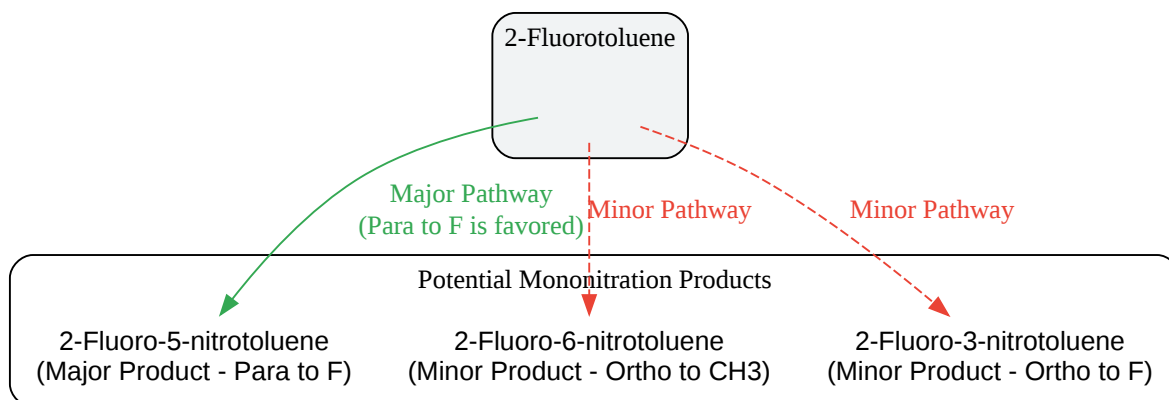 2-Fluorotoluene
Major Pathway
(Para to F is favored)
Minor Pathway
Minor Pathway
Potential Mononitration Products
2-Fluoro-5-nitrotoluene
(Major Product - Para to F)
2-Fluoro-6-nitrotoluene
(Minor Product - Ortho to CH3)
2-Fluoro-3-nitrotoluene
(Minor Product - Ortho to F)